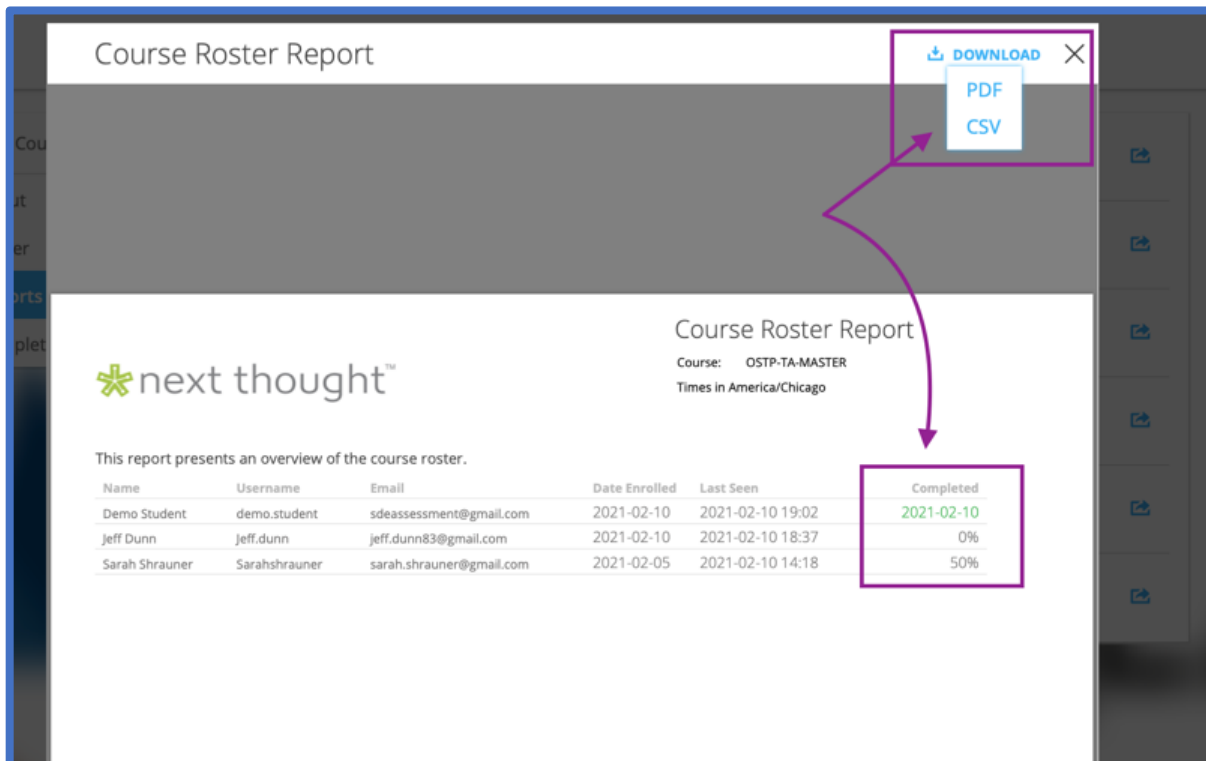 Course Roster Report
DOWNLOAD
PDF
CSV
Cou
ut
er
orts
plet
Course Roster Report
Course: OSTP-TA-MASTER
Times in America/Chicago
next thought™
This report presents an overview of the course roster.
Name Username Email Date Enrolled Last Seen Completed
Demo Student demo.student sdeassessment@gmail.com 2021-02-10 2021-02-10 19:02 2021-02-10
Jeff Dunn Jeff.dunn jeff.dunn83@gmail.com 2021-02-10 2021-02-10 18:37 0%
Sarah Shrauner Sarahshrauner sarah.shrauner@gmail.com 2021-02-05 2021-02-10 14:18 50%